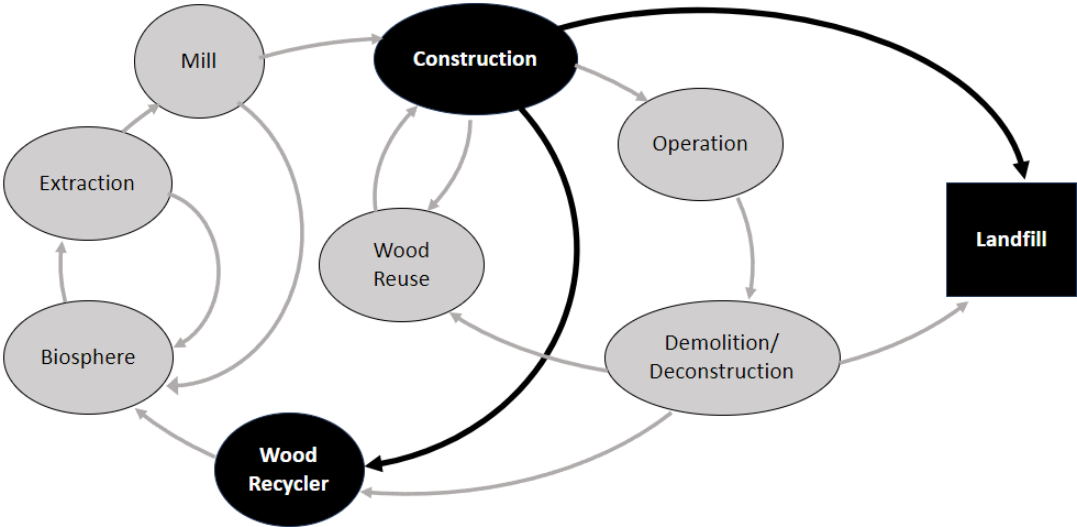 Mill
Construction
Operation
Extraction
Landfill
Wood
Reuse
Biosphere
Demolition/
Deconstruction
Wood
Recycler